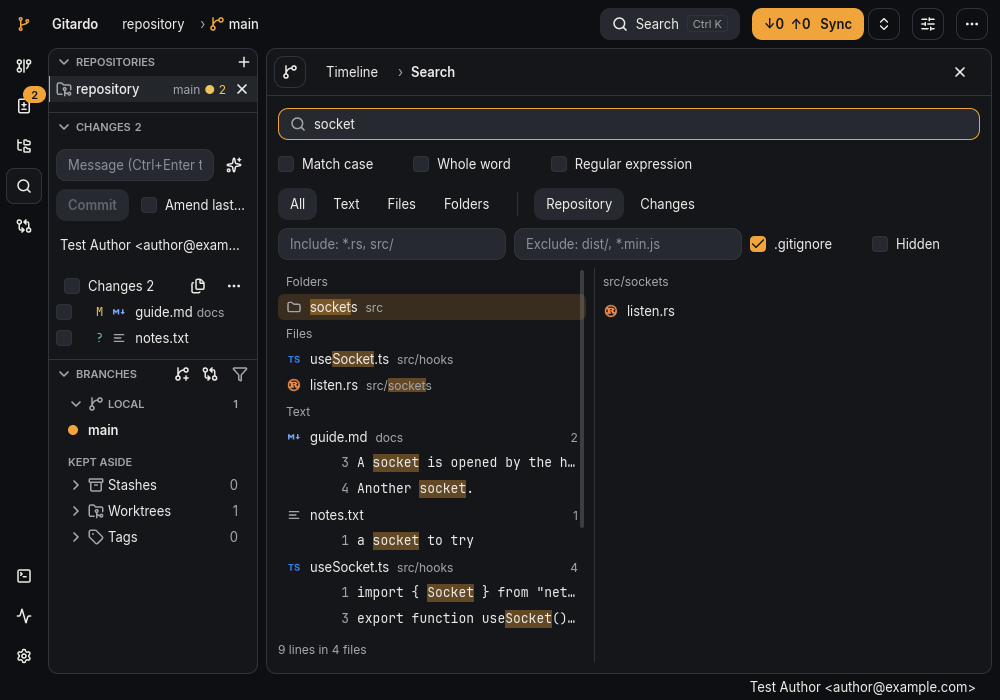 Gitardo
repository › main
Search Ctrl K
↓0 ↑0 Sync
2
REPOSITORIES
repository main 2
CHANGES 2
Message (Ctrl+Enter t
Commit Amend last...
Test Author <author@exam...
Changes 2
M guide.md docs
? notes.txt
BRANCHES
LOCAL 1
main
KEPT ASIDE
Stashes 0
Worktrees 1
Tags 0
Timeline › Search
socket
Match case Whole word Regular expression
All Text Files Folders Repository Changes
Include: *.rs, src/ Exclude: dist/, *.min.js .gitignore Hidden
Folders
sockets src
Files
TS useSocket.ts src/hooks
listen.rs src/sockets
Text
M↓ guide.md docs 2
3 A socket is opened by the h…
4 Another socket.
notes.txt 1
1 a socket to try
TS useSocket.ts src/hooks 4
1 import { Socket } from "net…
3 export function useSocket()…
9 lines in 4 files
src/sockets
listen.rs
Test Author <author@example.com>